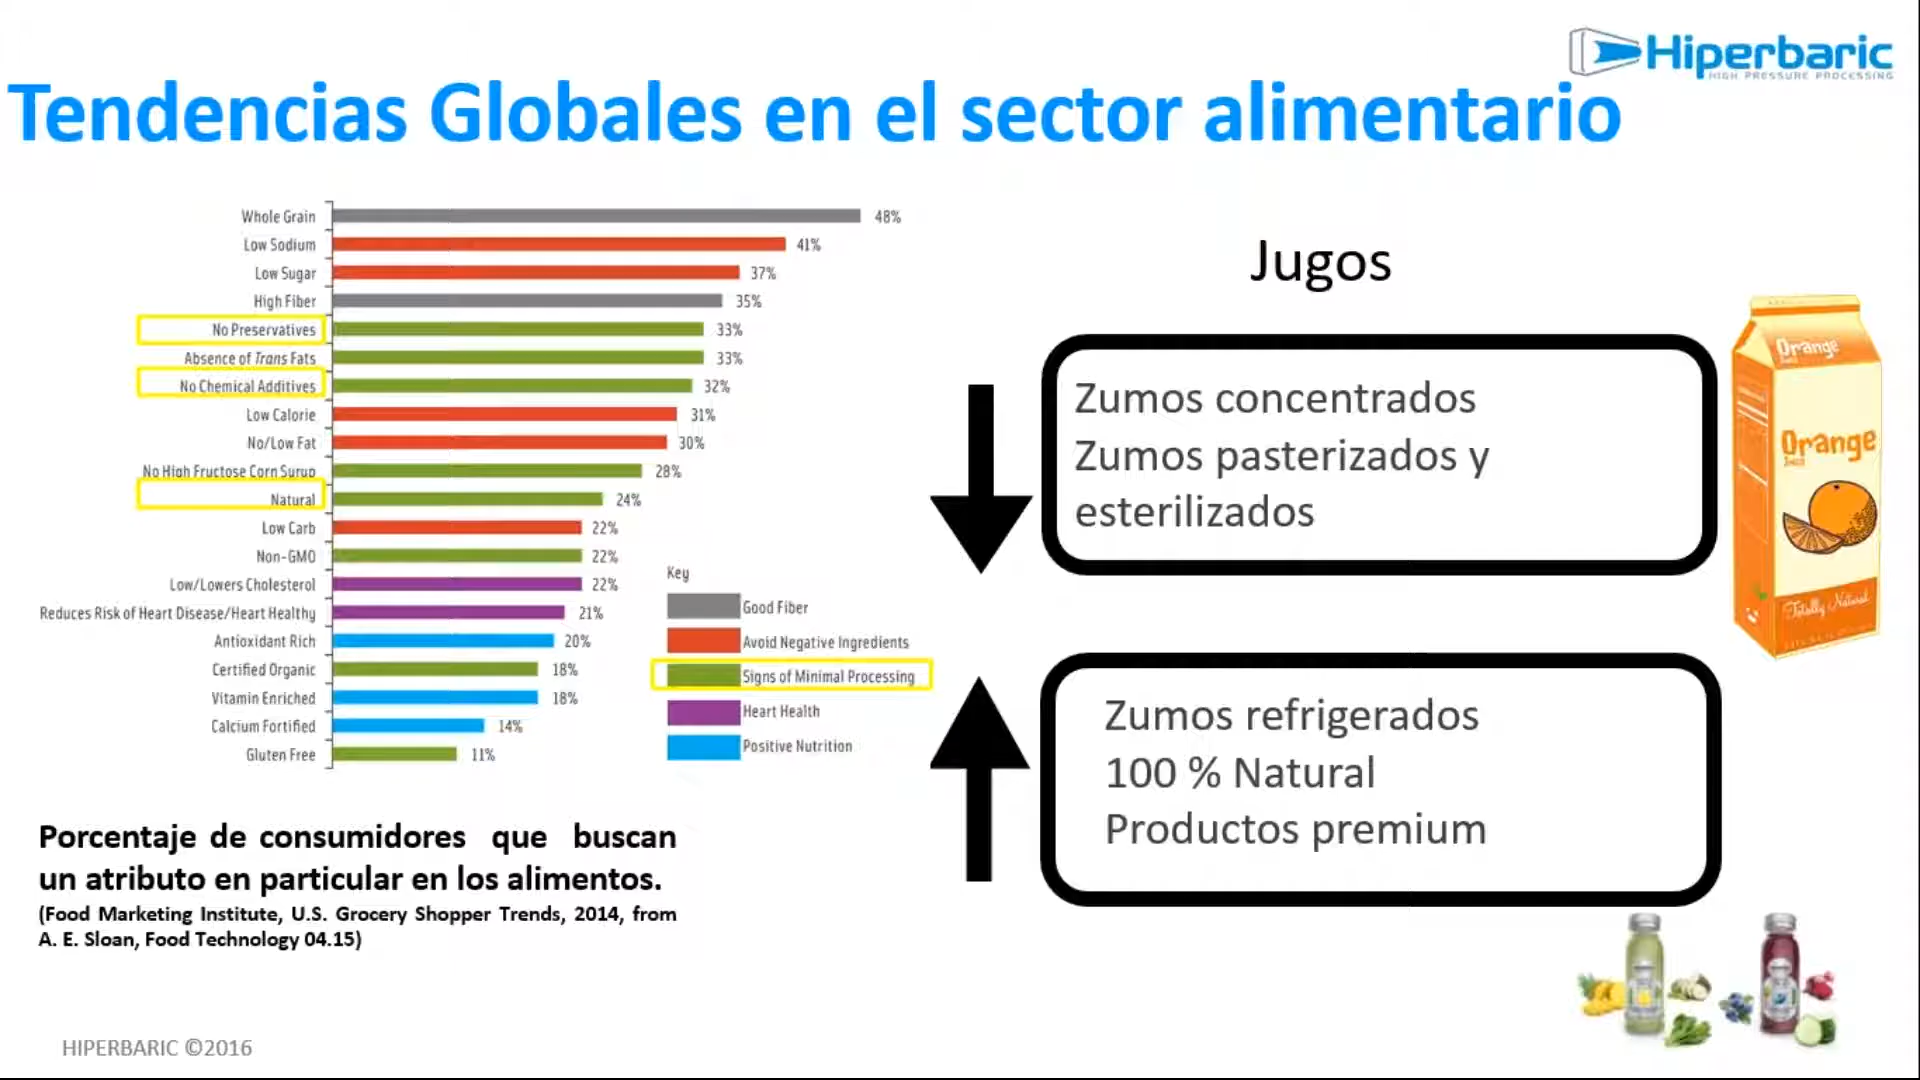 Hiperbaric
HIGH PRESSURE PROCESSING
Tendencias Globales en el sector alimentario
Whole Grain 48%
Low Sodium 41%
Low Sugar 37%
High Fiber 35%
No Preservatives 33%
Absence of Trans Fats 33%
No Chemical Additives 32%
Low Calorie 31%
No/Low Fat 30%
No High Fructose Corn Surup 28%
Natural 24%
Low Carb 22%
Non-GMO 22%
Low/Lowers Cholesterol 22%
Reduces Risk of Heart Disease/Heart Healthy 21%
Antioxidant Rich 20%
Certified Organic 18%
Vitamin Enriched 18%
Calcium Fortified 14%
Gluten Free 11%
Key
Good Fiber
Avoid Negative Ingredients
Signs of Minimal Processing
Heart Health
Positive Nutrition
Porcentaje de consumidores que buscan
un atributo en particular en los alimentos.
(Food Marketing Institute, U.S. Grocery Shopper Trends, 2014, from
A. E. Sloan, Food Technology 04.15)
Jugos
Zumos concentrados
Zumos pasterizados y
esterilizados
Zumos refrigerados
100 % Natural
Productos premium
Orange
Orange
Totally Natural
HIPERBARIC ©2016